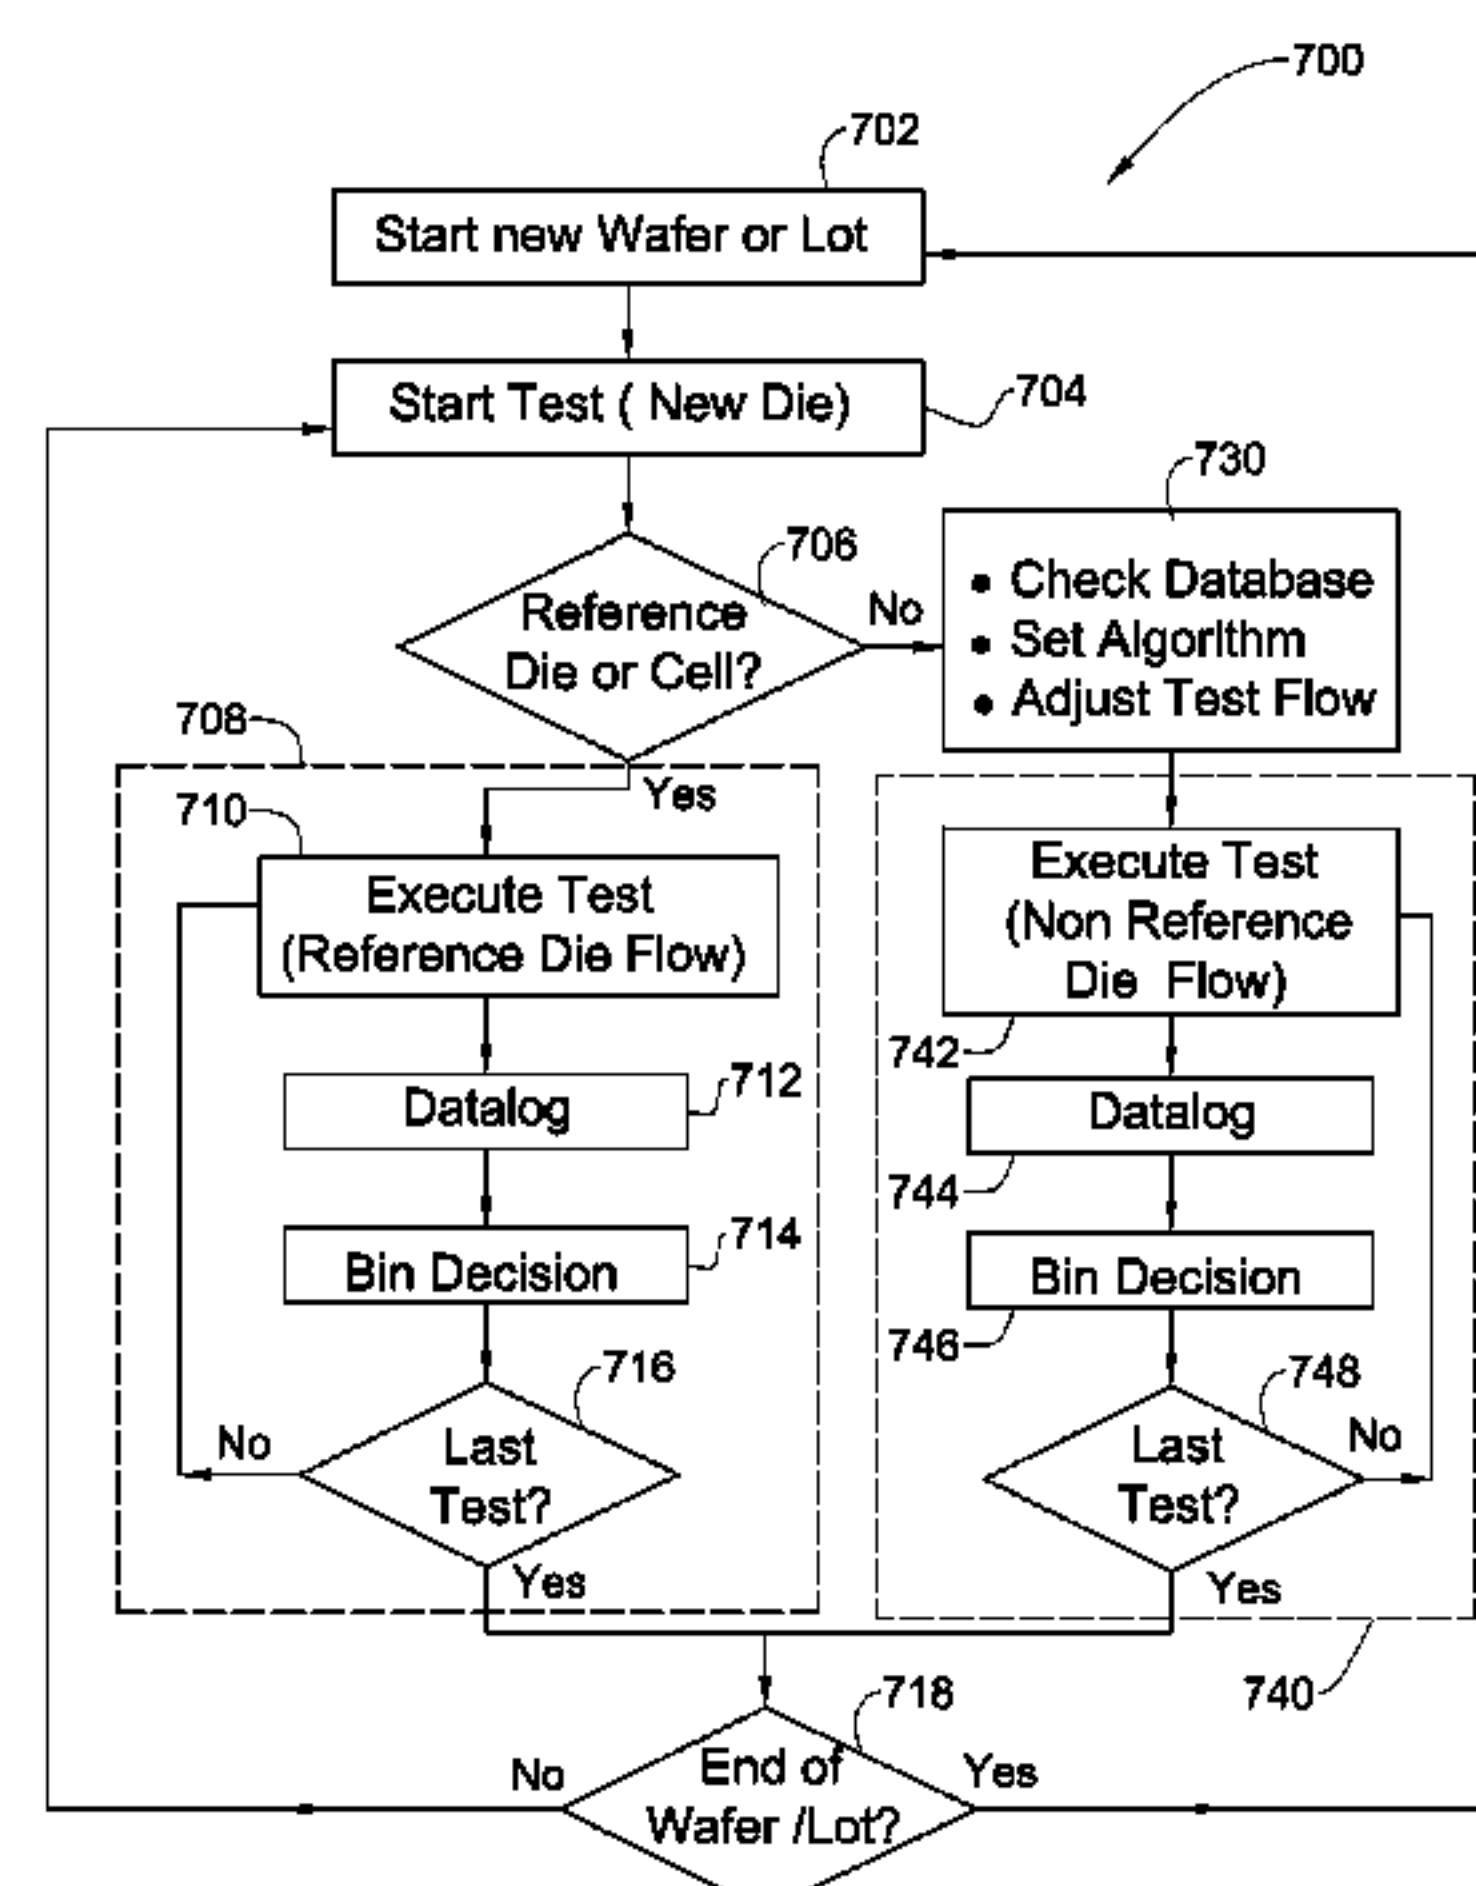 700
702
Start new Wafer or Lot
Start Test ( New Die)
704
730
706
Reference
Die or Cell?
No
• Check Database
• Set Algorithm
• Adjust Test Flow
708
Yes
710
Execute Test
(Reference Die Flow)
Execute Test
(Non Reference
Die Flow)
742
712
Datalog
Datalog
744
714
Bin Decision
Bin Decision
746
716
748
No
Last
Test?
Last
Test?
No
Yes
Yes
718
740
No
End of
Wafer /Lot?
Yes